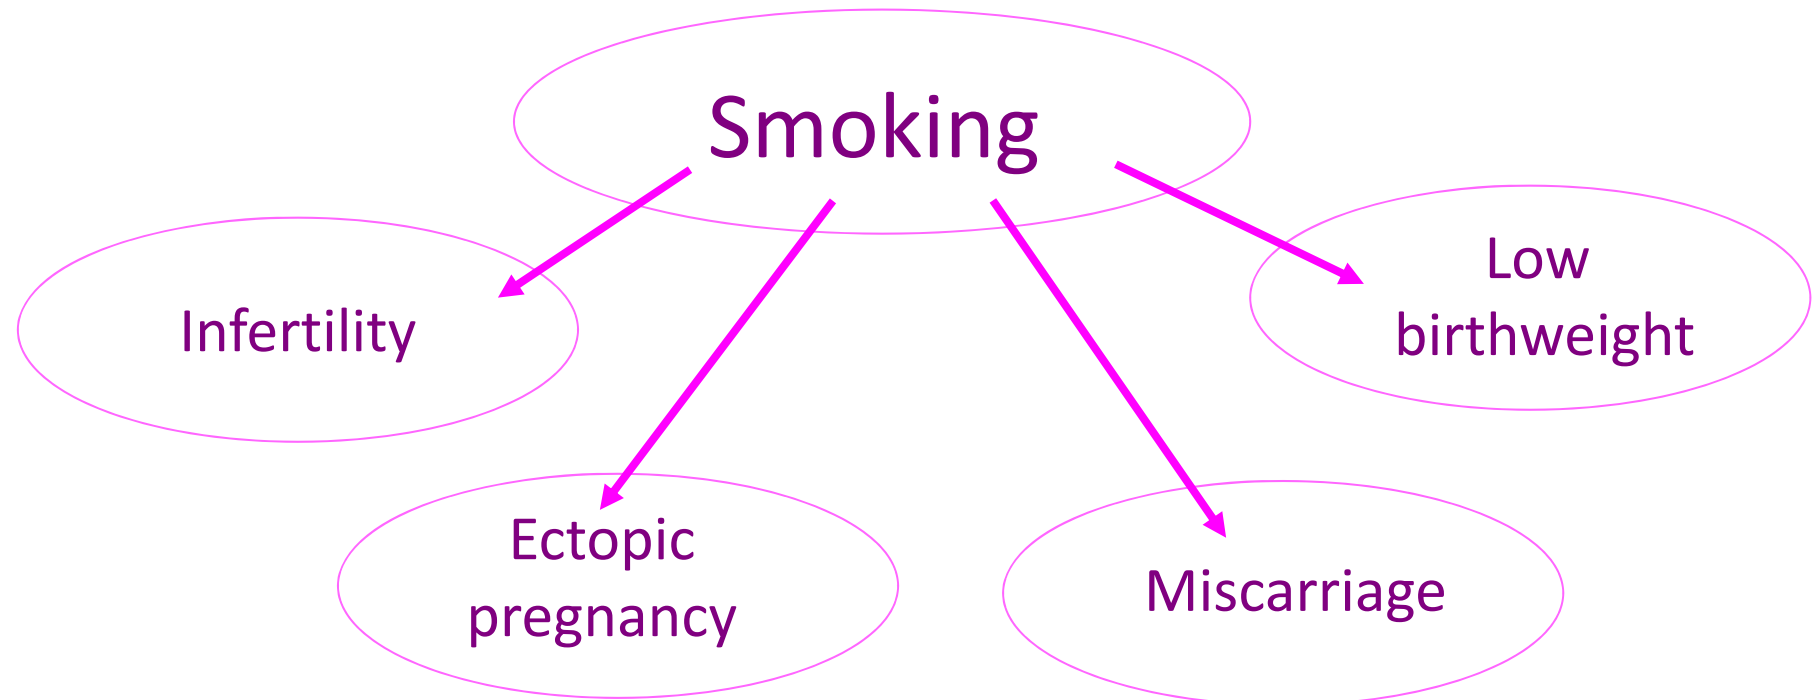 Smoking
Infertility
Low
birthweight
Ectopic
pregnancy
Miscarriage